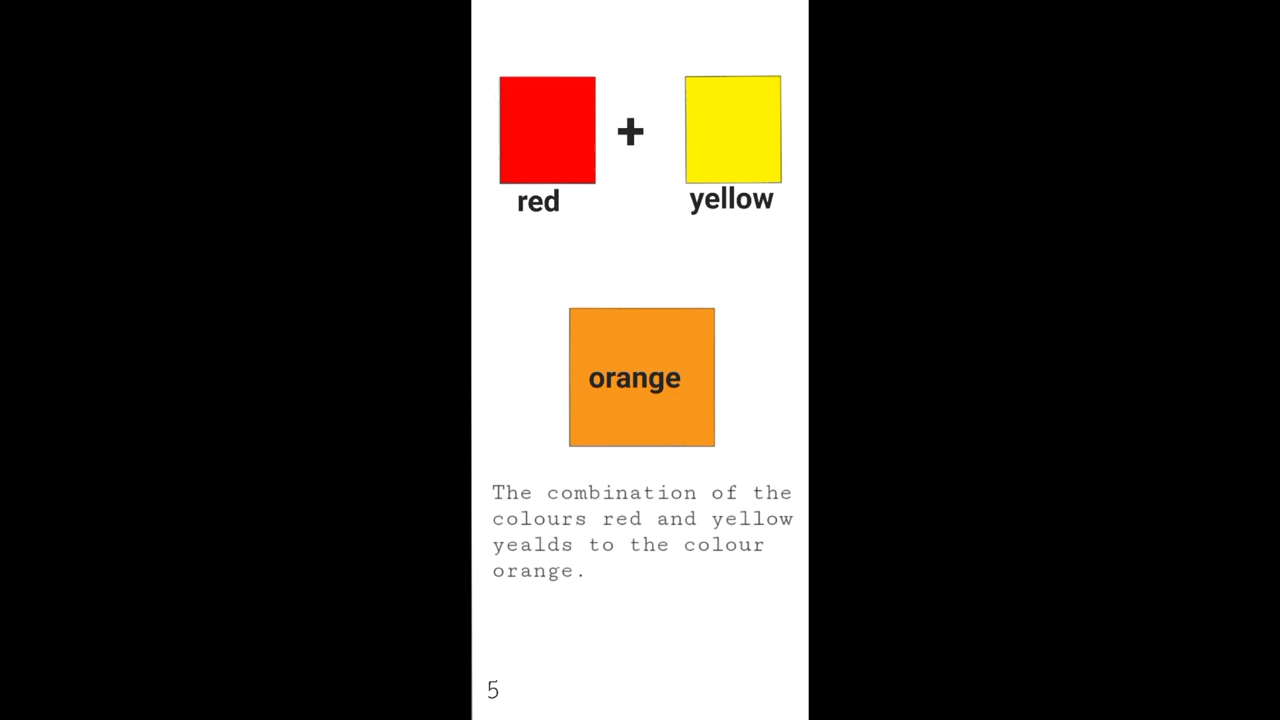 +
red
yellow
orange
The combination of the
colours red and yellow
yealds to the colour
orange.
5